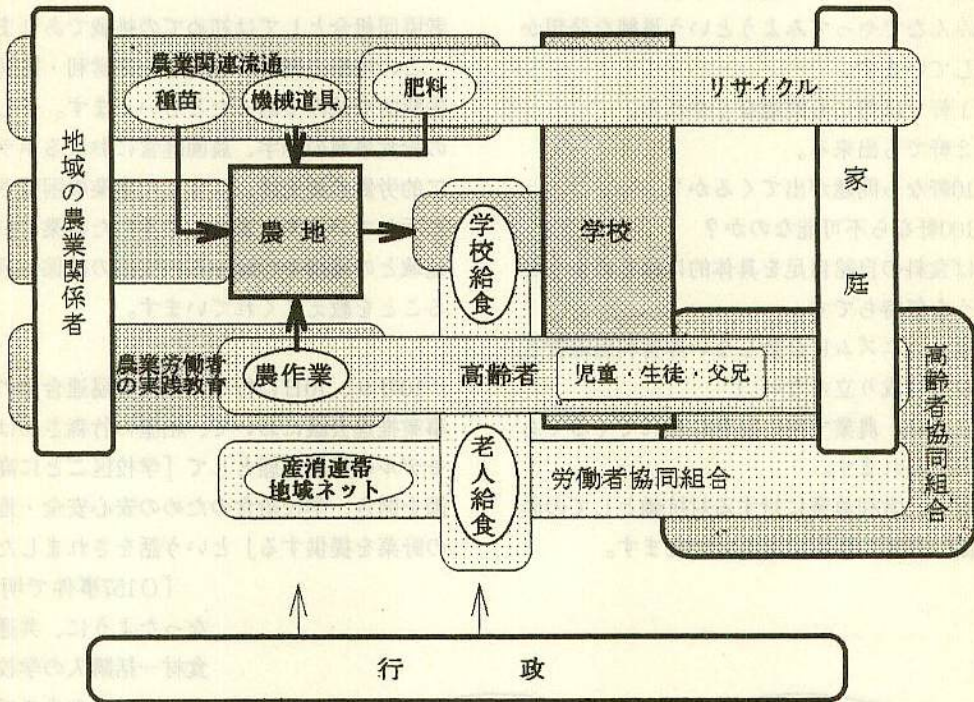 農業関連流通
種苗
機械道具
肥料
リサイクル
地域の農業関係者
農地
学校給食
学校
家庭
農業労働者
の実践教育
農作業
高齢者
児童・生徒・父兄
高齢者協同組合
産消連帯
地域ネット
老人給食
労働者協同組合
行政